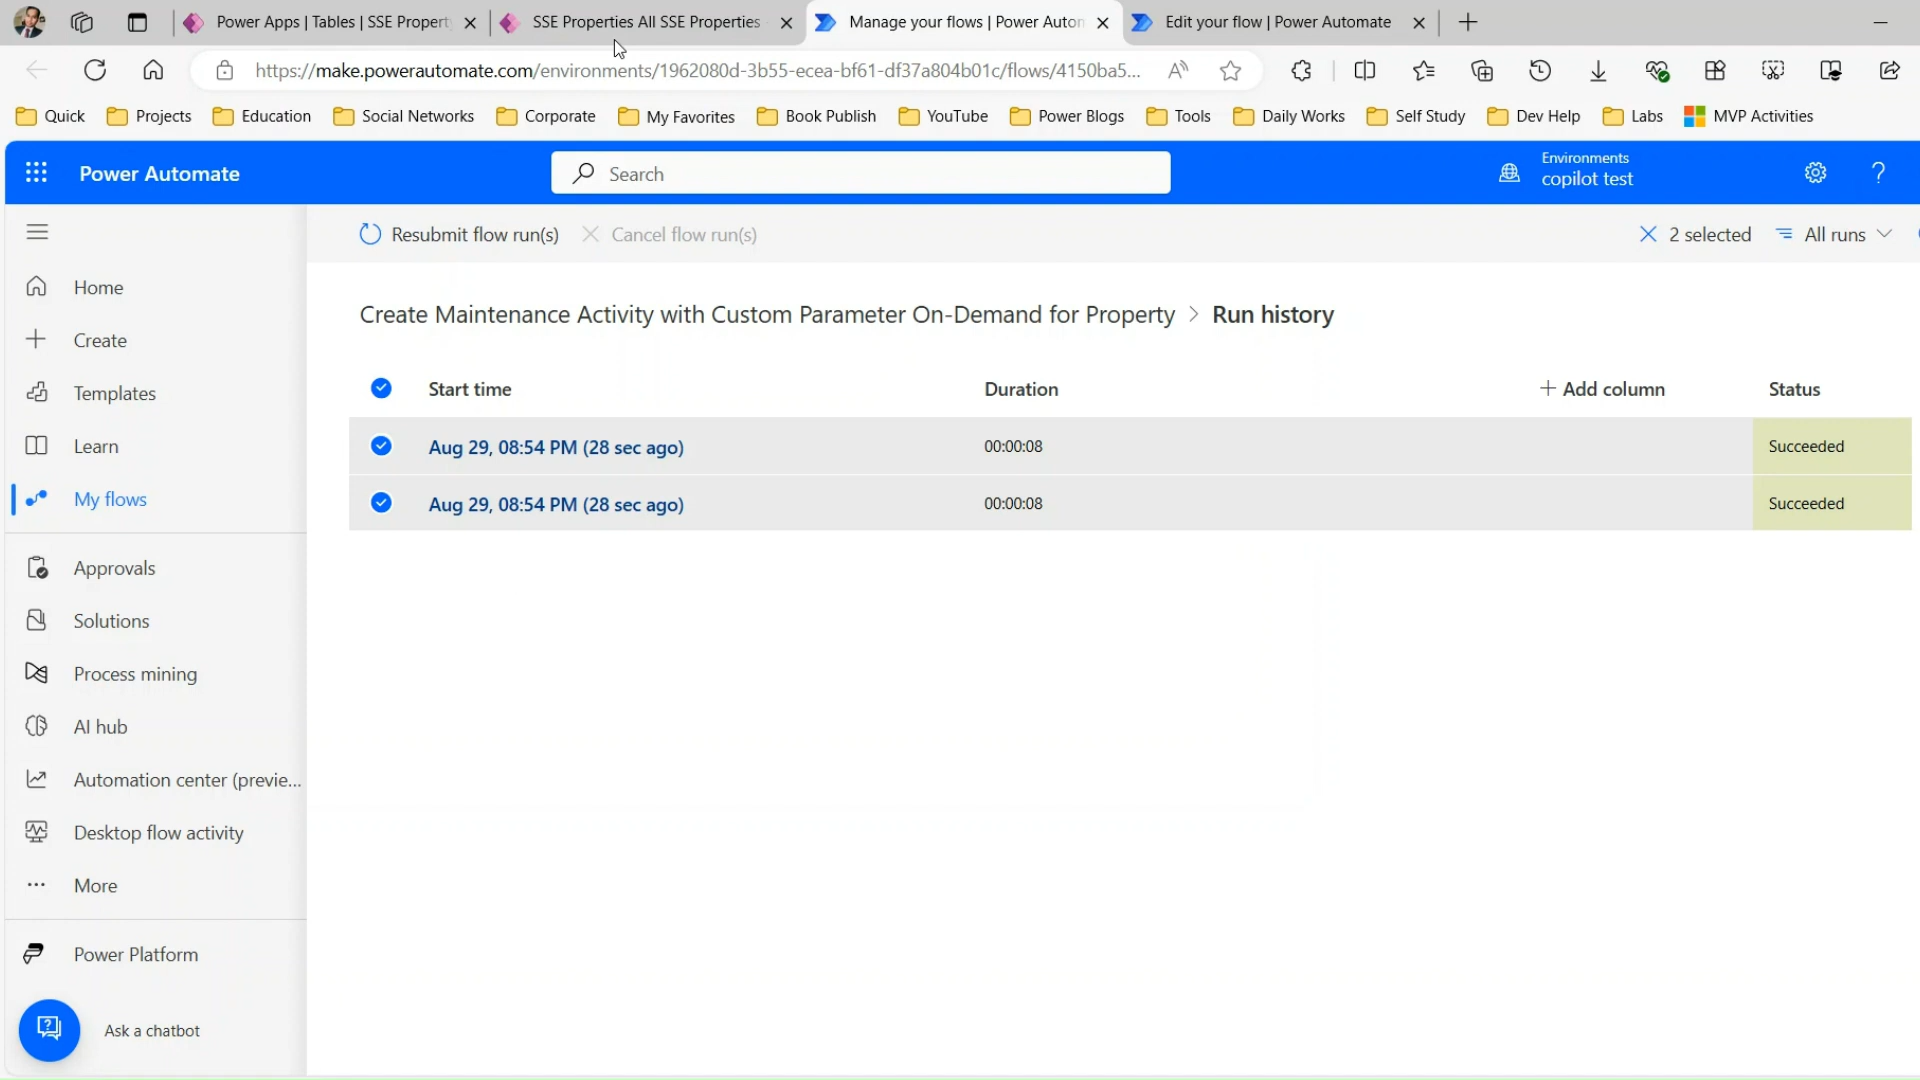 Power Apps | Tables | SSE Propert
SSE Properties All SSE Properties
Manage your flows | Power Autom
Edit your flow | Power Automate
https://make.powerautomate.com/environments/1962080d-3b55-ecea-bf61-df37a804b01c/flows/4150ba5...
Quick
Projects
Education
Social Networks
Corporate
My Favorites
Book Publish
YouTube
Power Blogs
Tools
Daily Works
Self Study
Dev Help
Labs
MVP Activities
Power Automate
Search
Environments
copilot test
?
Resubmit flow run(s)
Cancel flow run(s)
2 selected
All runs
Home
Create
Templates
Learn
My flows
Approvals
Solutions
Process mining
AI hub
Automation center (previe...
Desktop flow activity
More
Power Platform
Ask a chatbot
Create Maintenance Activity with Custom Parameter On-Demand for Property > Run history
Start time Duration + Add column Status
Aug 29, 08:54 PM (28 sec ago) 00:00:08 Succeeded
Aug 29, 08:54 PM (28 sec ago) 00:00:08 Succeeded